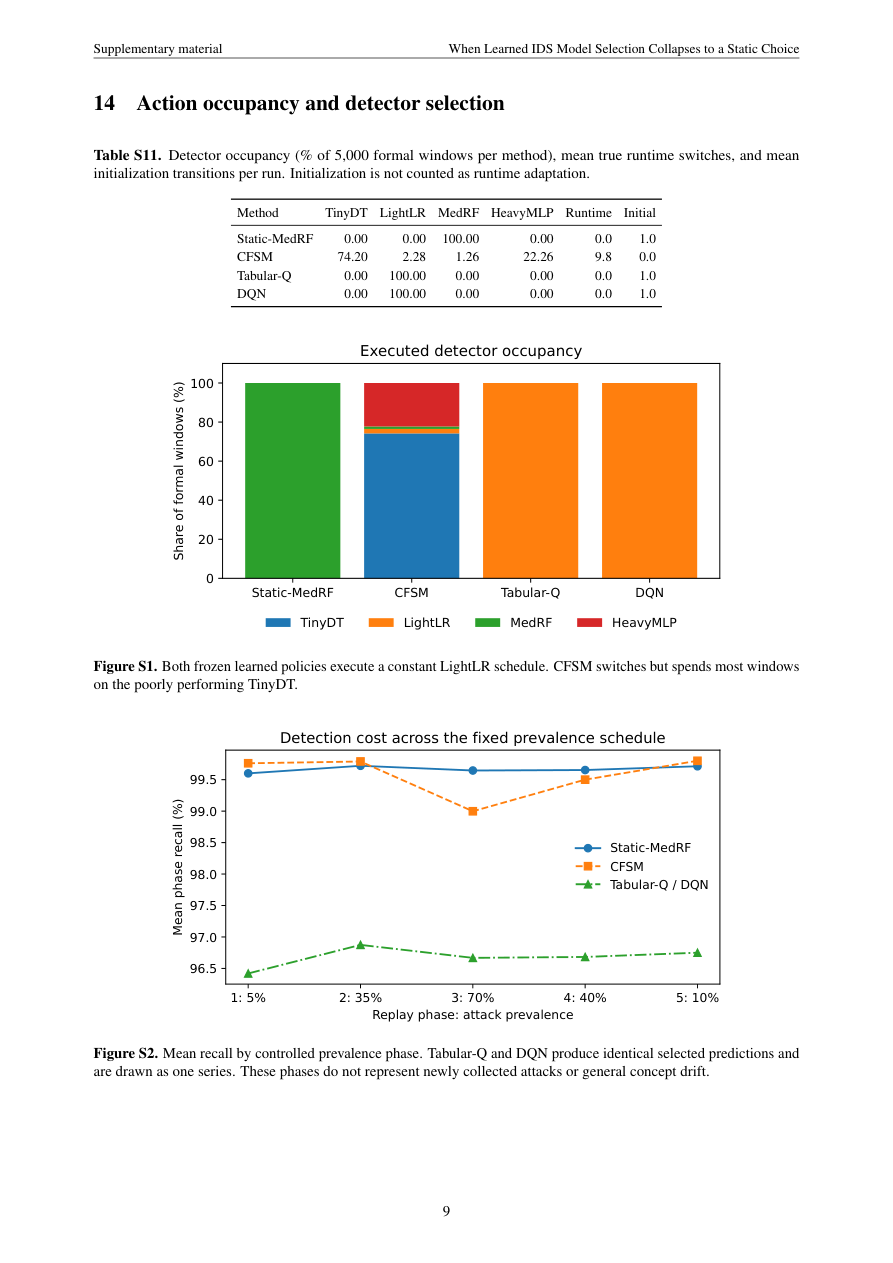 Supplementary material When Learned IDS Model Selection Collapses to a Static Choice
14 Action occupancy and detector selection
Table S11. Detector occupancy (% of 5,000 formal windows per method), mean true runtime switches, and mean
initialization transitions per run. Initialization is not counted as runtime adaptation.
Method TinyDT LightLR MedRF HeavyMLP Runtime Initial
Static-MedRF 0.00 0.00 100.00 0.00 0.0 1.0
CFSM 74.20 2.28 1.26 22.26 9.8 0.0
Tabular-Q 0.00 100.00 0.00 0.00 0.0 1.0
DQN 0.00 100.00 0.00 0.00 0.0 1.0
Executed detector occupancy
Share of formal windows (%)
100
80
60
40
20
0
Static-MedRF CFSM Tabular-Q DQN
TinyDT LightLR MedRF HeavyMLP
Figure S1. Both frozen learned policies execute a constant LightLR schedule. CFSM switches but spends most windows
on the poorly performing TinyDT.
Detection cost across the fixed prevalence schedule
Mean phase recall (%)
99.5
99.0
98.5
98.0
97.5
97.0
96.5
Static-MedRF
CFSM
Tabular-Q / DQN
1: 5% 2: 35% 3: 70% 4: 40% 5: 10%
Replay phase: attack prevalence
Figure S2. Mean recall by controlled prevalence phase. Tabular-Q and DQN produce identical selected predictions and
are drawn as one series. These phases do not represent newly collected attacks or general concept drift.
9